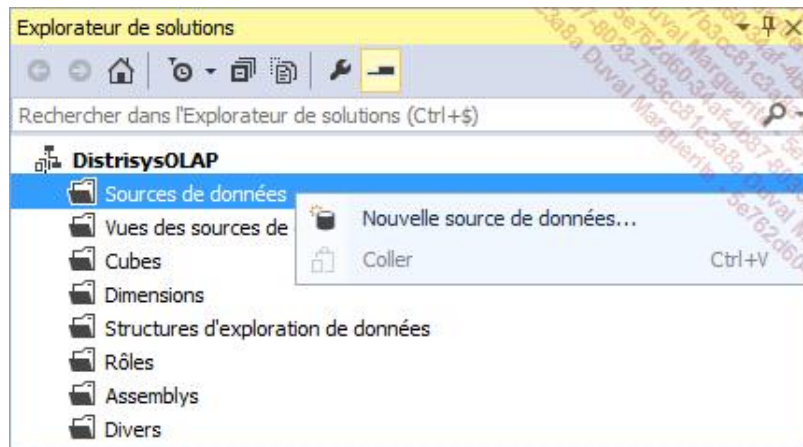 Explorateur de solutions
Rechercher dans l'Explorateur de solutions (Ctrl+$)
DistrisysOLAP
Sources de données
Nouvelle source de données...
Vues des sources de
Coller Ctrl+V
Cubes
Dimensions
Structures d'exploration de données
Rôles
Assemblys
Divers